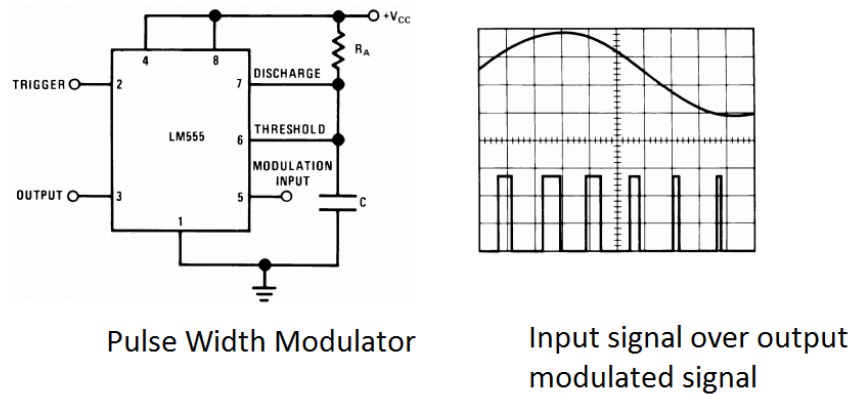 +VCC
RA
4
8
TRIGGER
2
7
DISCHARGE
LM555
6
THRESHOLD
MODULATION
INPUT
OUTPUT
3
5
C
1
Pulse Width Modulator
Input signal over output
modulated signal